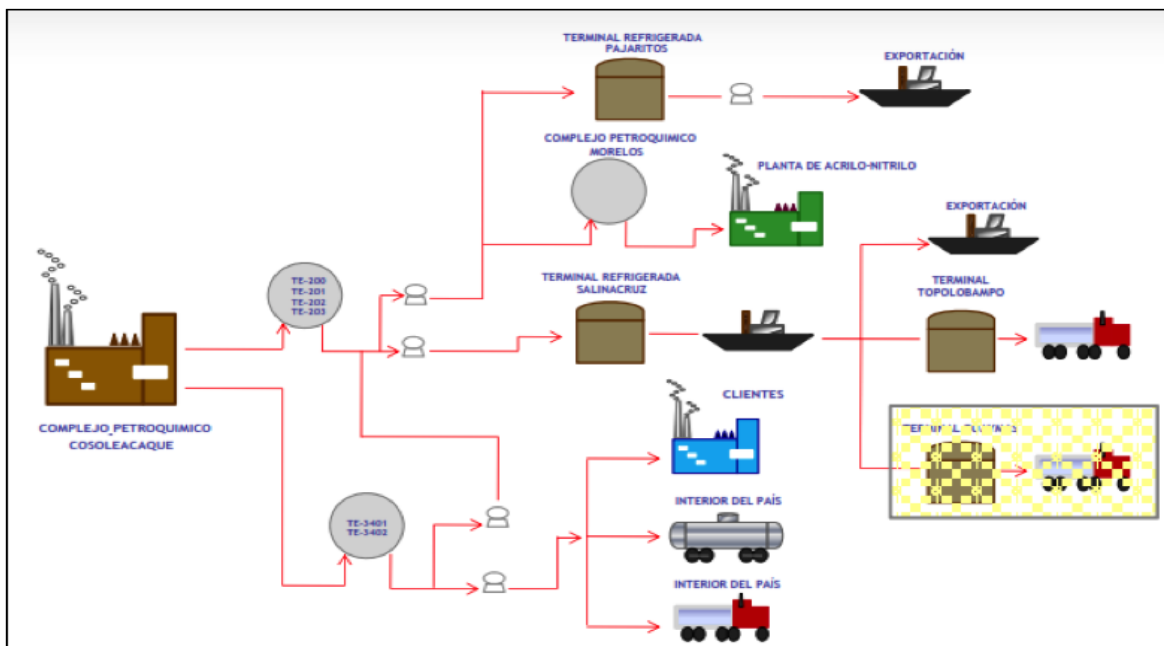 TERMINAL REFRIGERADA
PAJARITOS
EXPORTACIÓN
COMPLEJO PETROQUIMICO
MORELOS
PLANTA DE ACRILO-NITRILO
EXPORTACIÓN
TE-200
TE-201
TE-202
TE-203
TERMINAL REFRIGERADA
SALINACRUZ
TERMINAL
TOPOLOBAMPO
COMPLEJO_PETROQUIMICO
COSOLEACAQUE
CLIENTES
TERMINAL
TE-3401
TE-3402
INTERIOR DEL PAÍS
INTERIOR DEL PAÍS